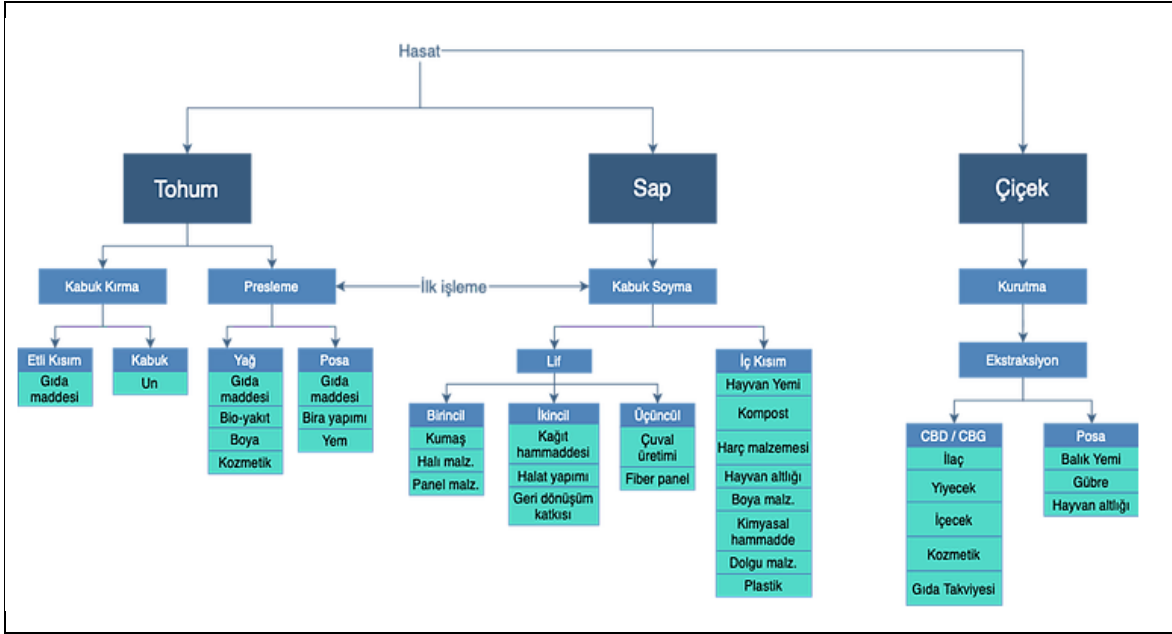 Hasat
Tohum
Sap
Çiçek
Kabuk Kırma
Presleme
İlk işleme
Kabuk Soyma
Kurutma
Etli Kısım
Gıda
maddesi
Kabuk
Un
Yağ
Gıda
maddesi
Bio-yakıt
Boya
Kozmetik
Posa
Gıda
maddesi
Bira yapımı
Yem
Lif
Birincil
Kumaş
Halı malz.
Panel malz.
İkincil
Kağıt
hammaddesi
Halat yapımı
Geri dönüşüm
katkısı
Üçüncül
Çuval
üretimi
Fiber panel
İç Kısım
Hayvan Yemi
Kompost
Harç malzemesi
Hayvan altlığı
Boya malz.
Kimyasal
hammadde
Dolgu malz.
Plastik
Ekstraksiyon
CBD / CBG
İlaç
Yiyecek
İçecek
Kozmetik
Gıda Takviyesi
Posa
Balık Yemi
Gübre
Hayvan altlığı